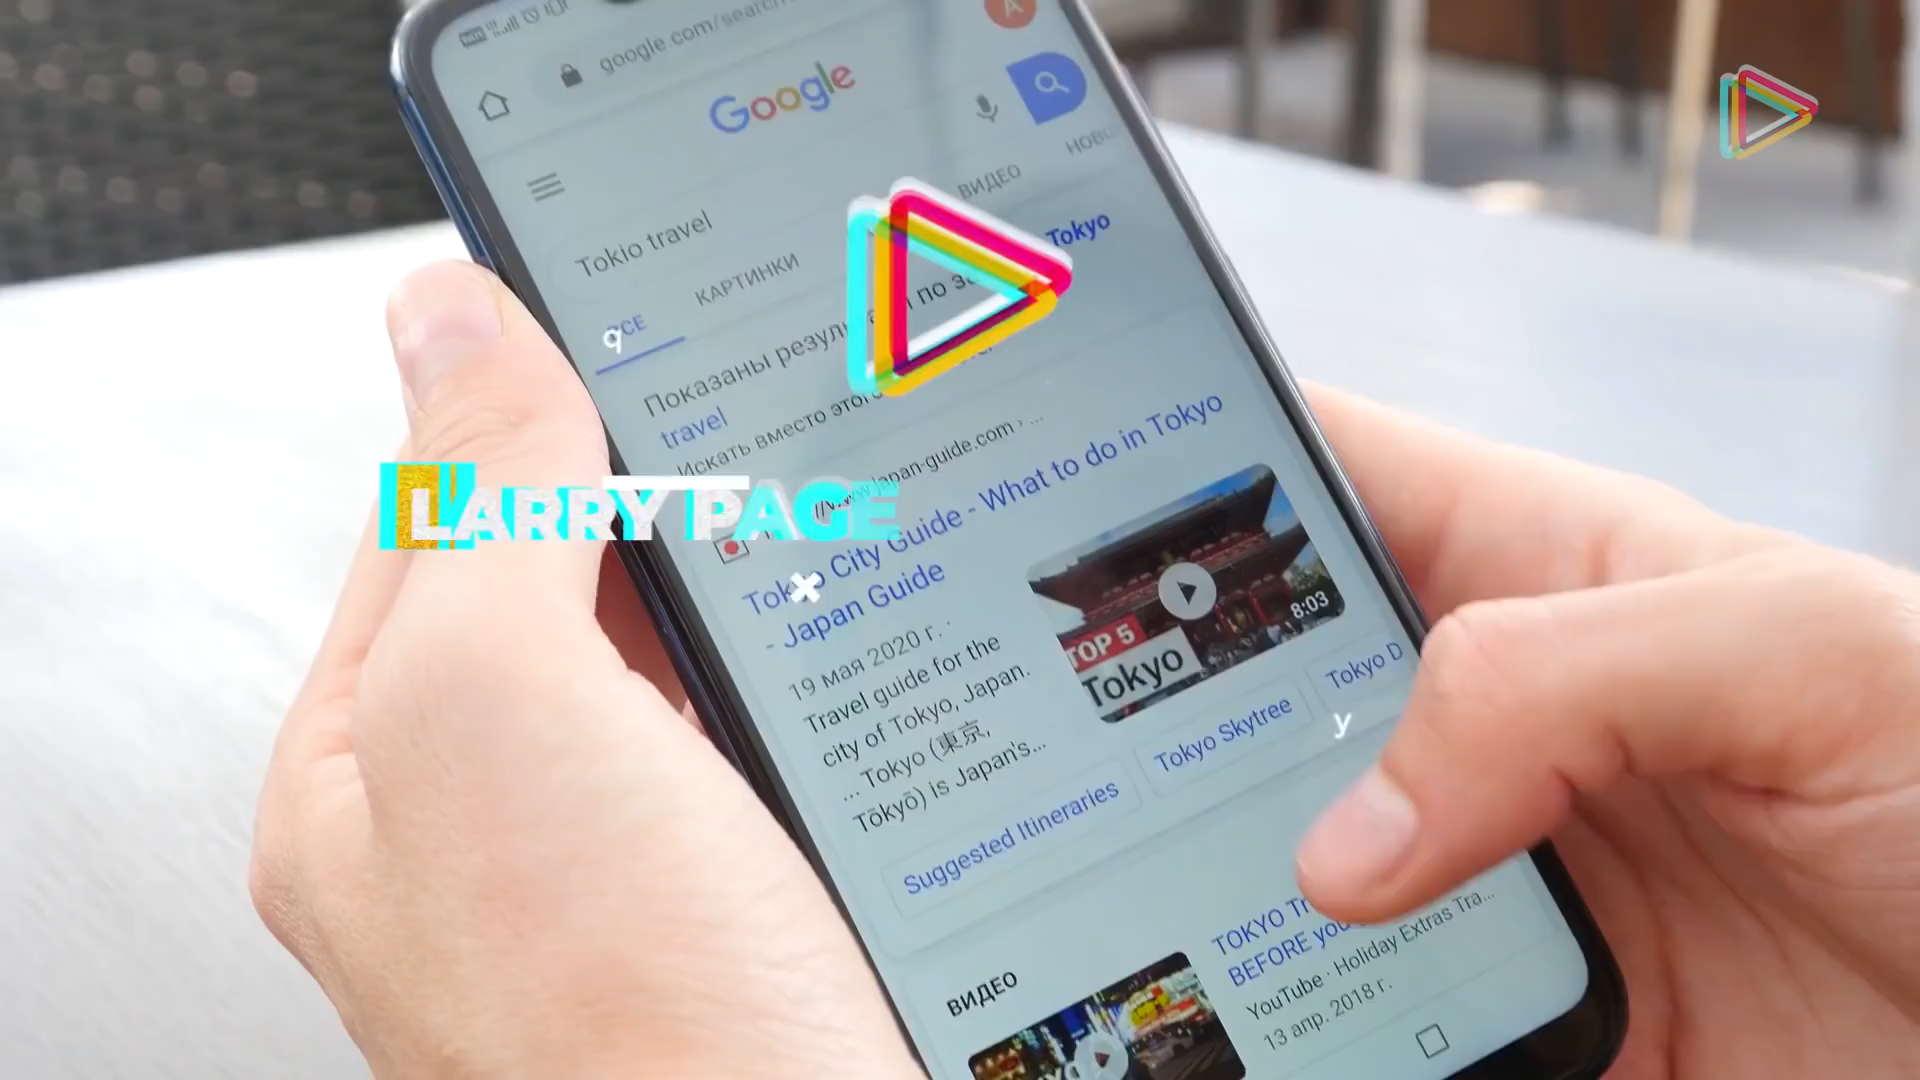 google.com/search
A
Google
Tokio travel
ВСЕ
КАРТИНКИ
ВИДЕО
Показаны
по
Tokyo
travel
Искать вместо этого
japan-guide.com › ...
Tokyo City Guide - What to do in Tokyo
- Japan Guide
19 мая 2020 г. ·
Travel guide for the
city of Tokyo, Japan.
... Tokyo (東京,
Tōkyō) is Japan's...
TOP 5
Tokyo
8:03
Suggested Itineraries
Tokyo Skytree
Tokyo D
ВИДЕО
TOKYO
BEFORE
YouTube · Holiday Extras Tra...
13 апр. 2018 г.
LARRY PAGE
q
y